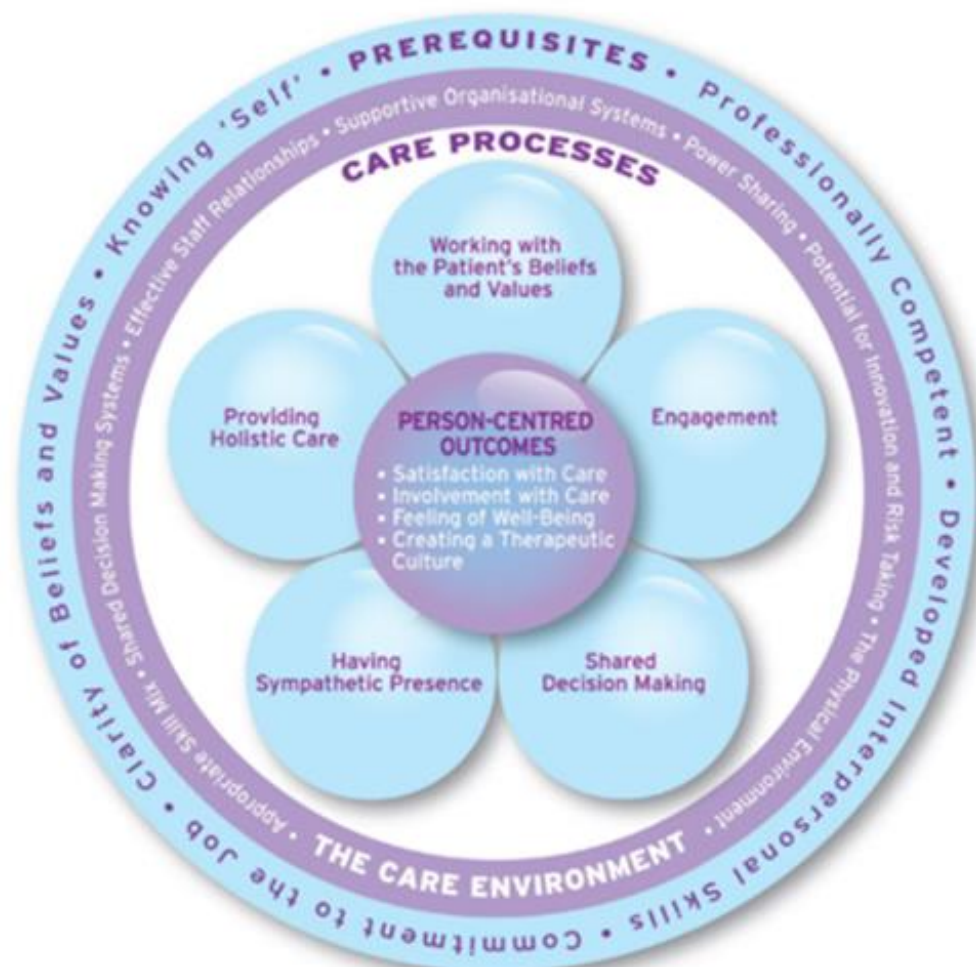 PREREQUISITES • Professionally Competent • Developed Interpersonal Skills • Commitment to the Job • Clarity of Beliefs and Values • Knowing 'Self' •
THE CARE ENVIRONMENT • Appropriate Skill Mix • Shared Decision Making Systems • Effective Staff Relationships • Supportive Organisational Systems • Power Sharing • Potential for Innovation and Risk Taking • The Physical Environment •
CARE PROCESSES
Working with
the Patient's Beliefs
and Values
Engagement
Shared
Decision Making
Having
Sympathetic Presence
Providing
Holistic Care
PERSON-CENTRED
OUTCOMES
• Satisfaction with Care
• Involvement with Care
• Feeling of Well-Being
• Creating a Therapeutic
Culture